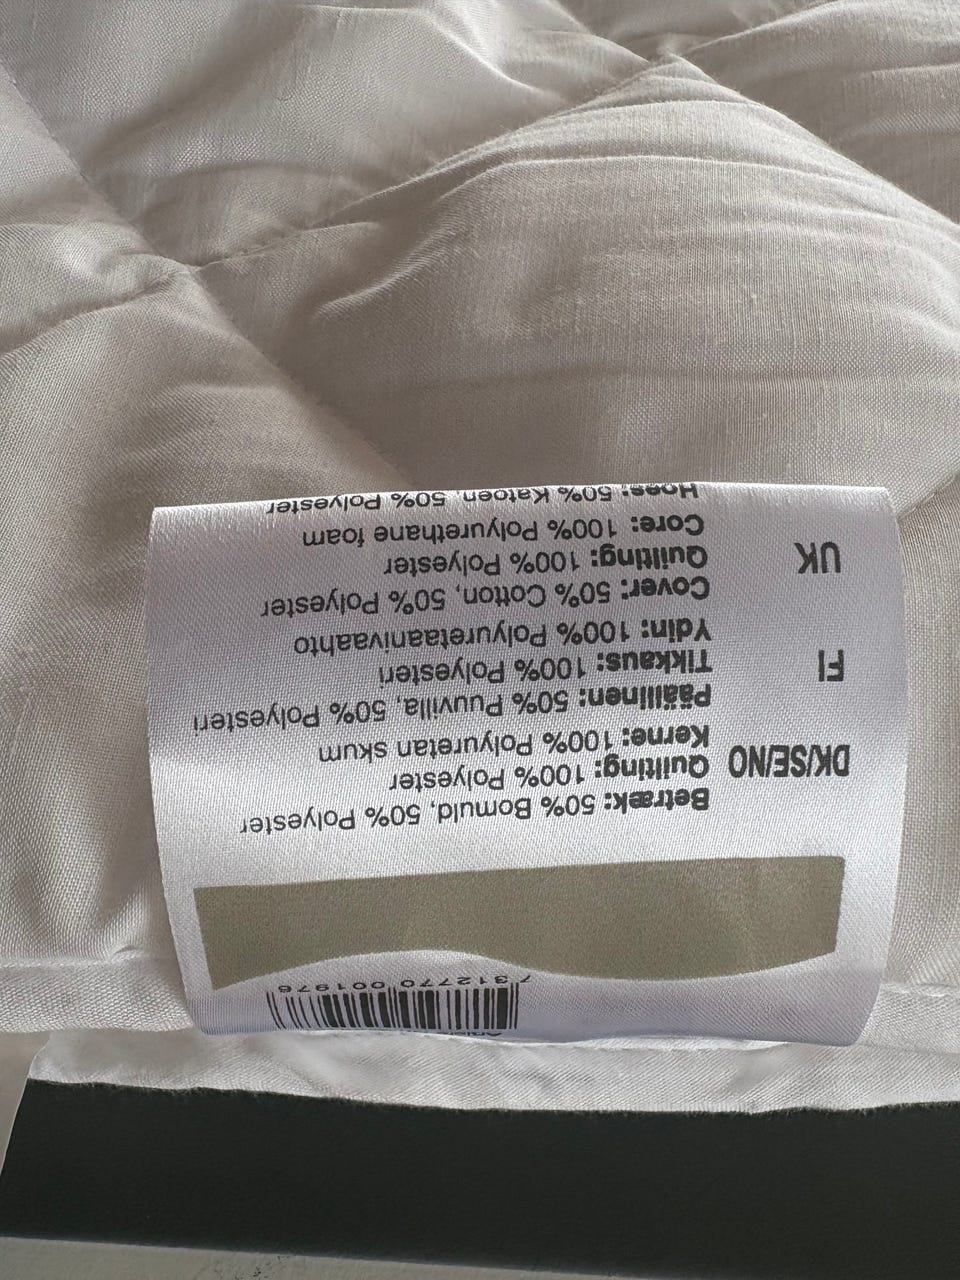 7312770 001976
Betræk: 50% Bomuld, 50% Polyester
DK/SE/NO Quilting: 100% Polyester
Kerne: 100% Polyuretan skum
Päällinen: 50% Puuvilla, 50% Polyesteri
FI Tikkaus: 100% Polyesteri
Ydin: 100% Polyuretaanivaahto
Cover: 50% Cotton, 50% Polyester
UK Quilting: 100% Polyester
Core: 100% Polyurethane foam
Hoes: 50% Katoen, 50% Polyester